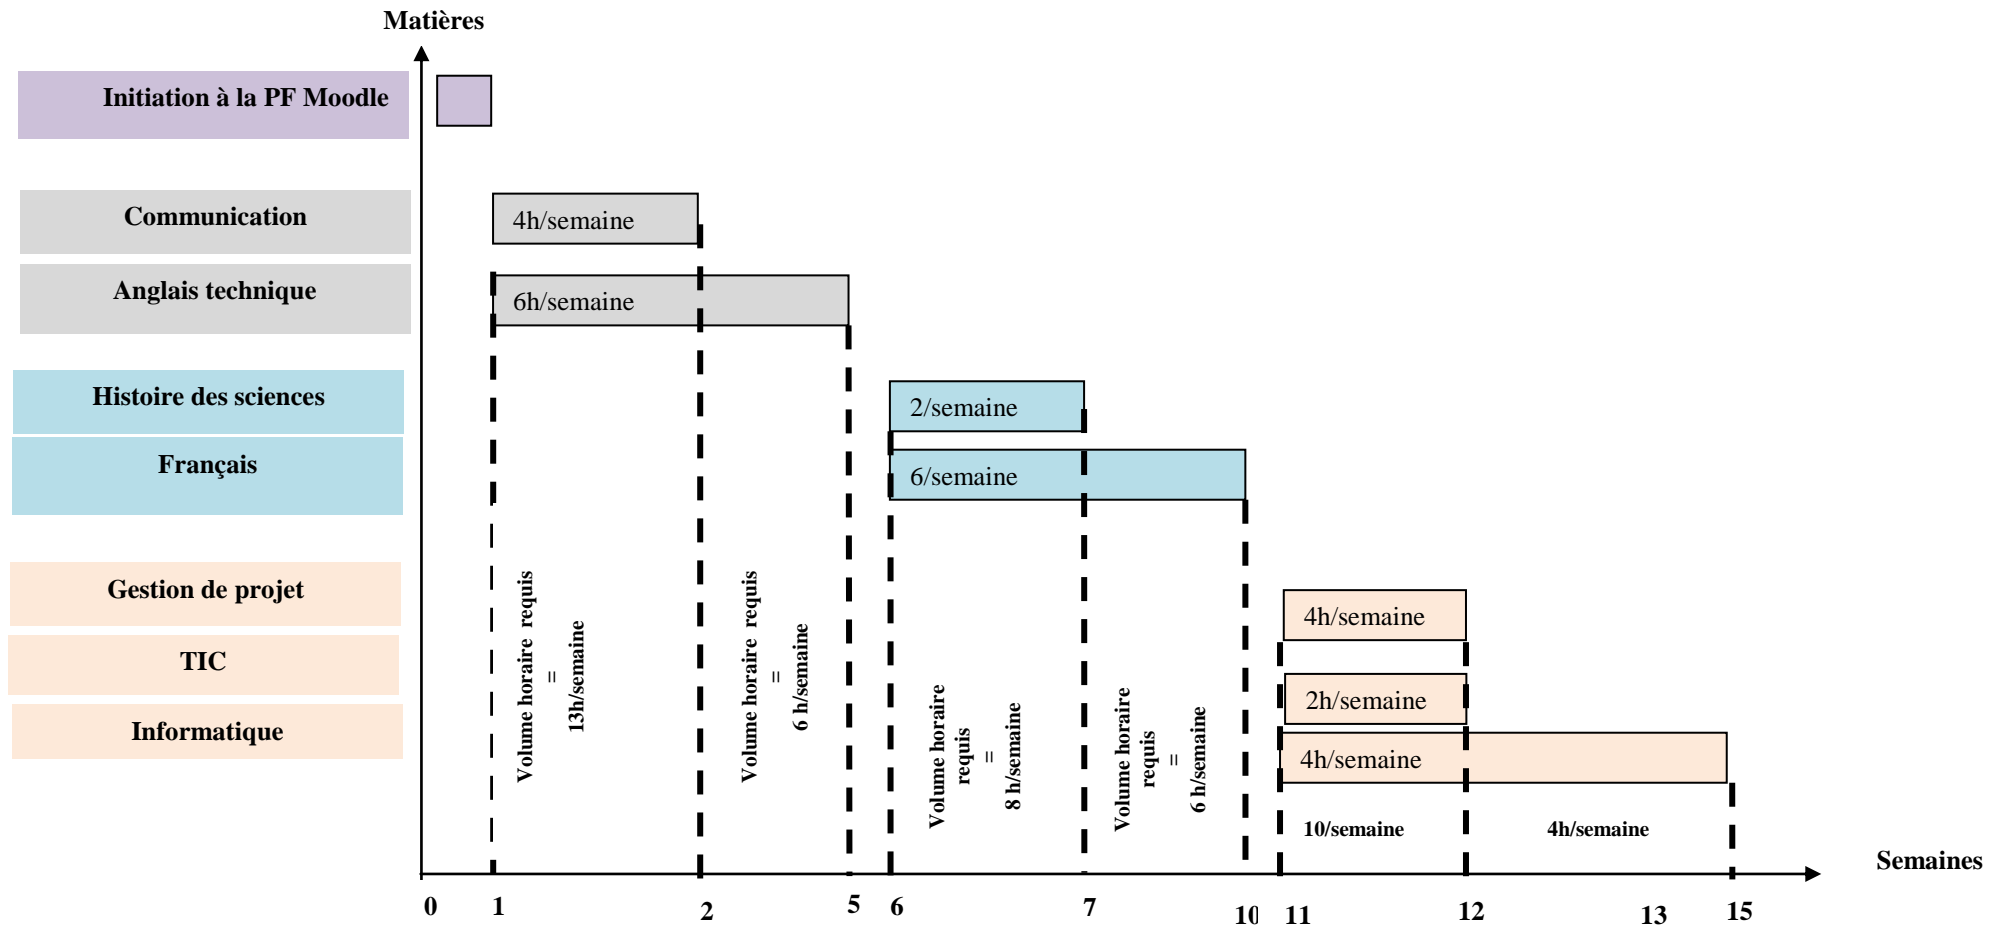 Matières
Initiation à la PF Moodle
Communication
4h/semaine
Anglais technique
6h/semaine
Histoire des sciences
2/semaine
Français
6/semaine
Gestion de projet
4h/semaine
TIC
2h/semaine
Informatique
4h/semaine
Volume horaire requis
=
13h/semaine
Volume horaire requis
=
6 h/semaine
Volume horaire
requis
=
8 h/semaine
Volume horaire
requis
=
6 h/semaine
10/semaine
4h/semaine
Semaines
0 1 2 5 6 7 10 11 12 13 15